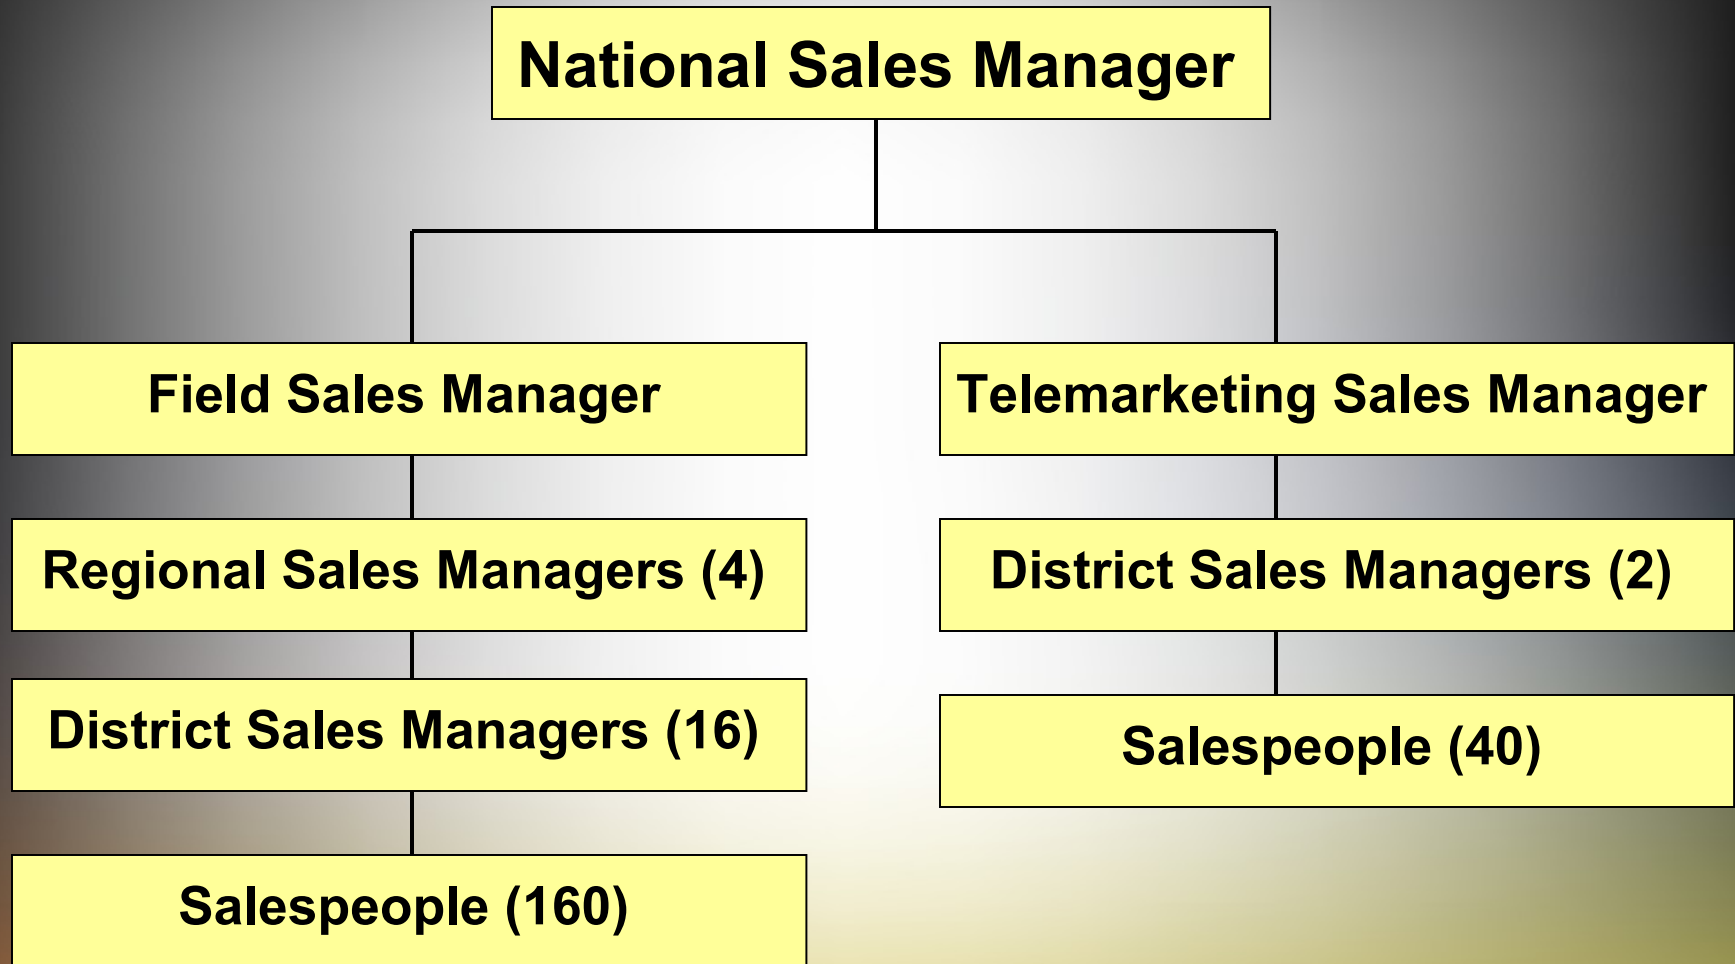 National Sales Manager
Field Sales Manager
Telemarketing Sales Manager
Regional Sales Managers (4)
District Sales Managers (2)
District Sales Managers (16)
Salespeople (40)
Salespeople (160)